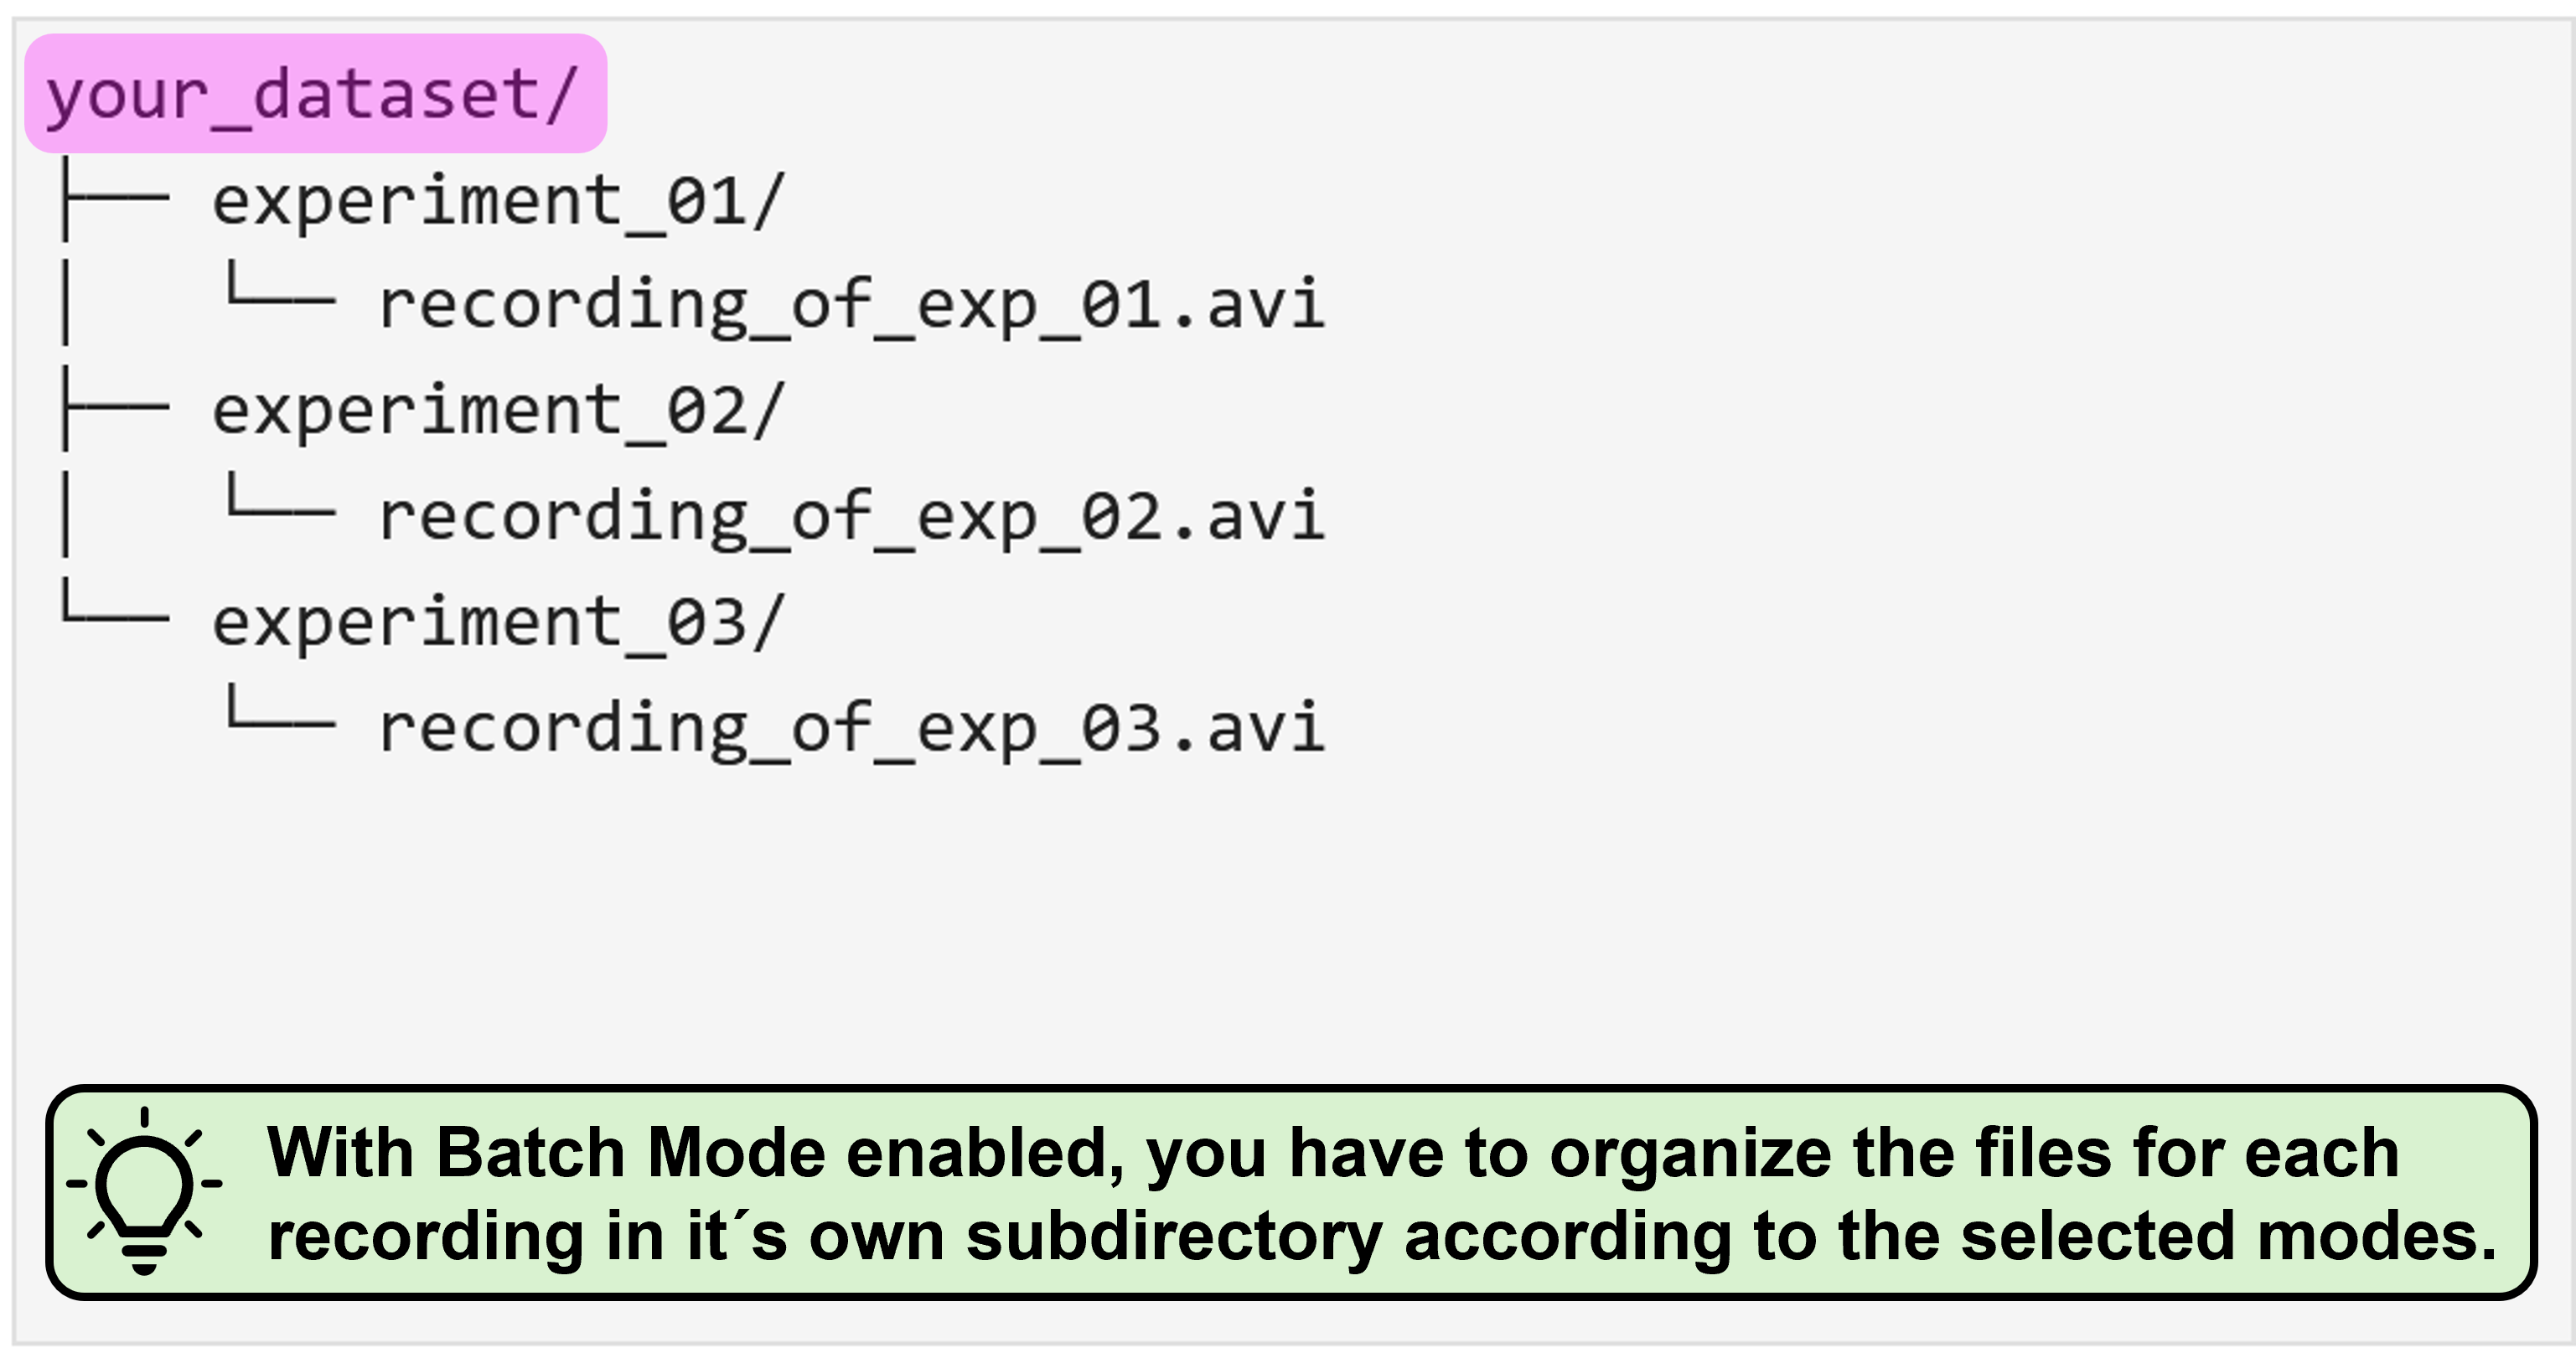 your_dataset/
├── experiment_01/
│   └── recording_of_exp_01.avi
├── experiment_02/
│   └── recording_of_exp_02.avi
└── experiment_03/
    └── recording_of_exp_03.avi
With Batch Mode enabled, you have to organize the files for each
recording in it´s own subdirectory according to the selected modes.